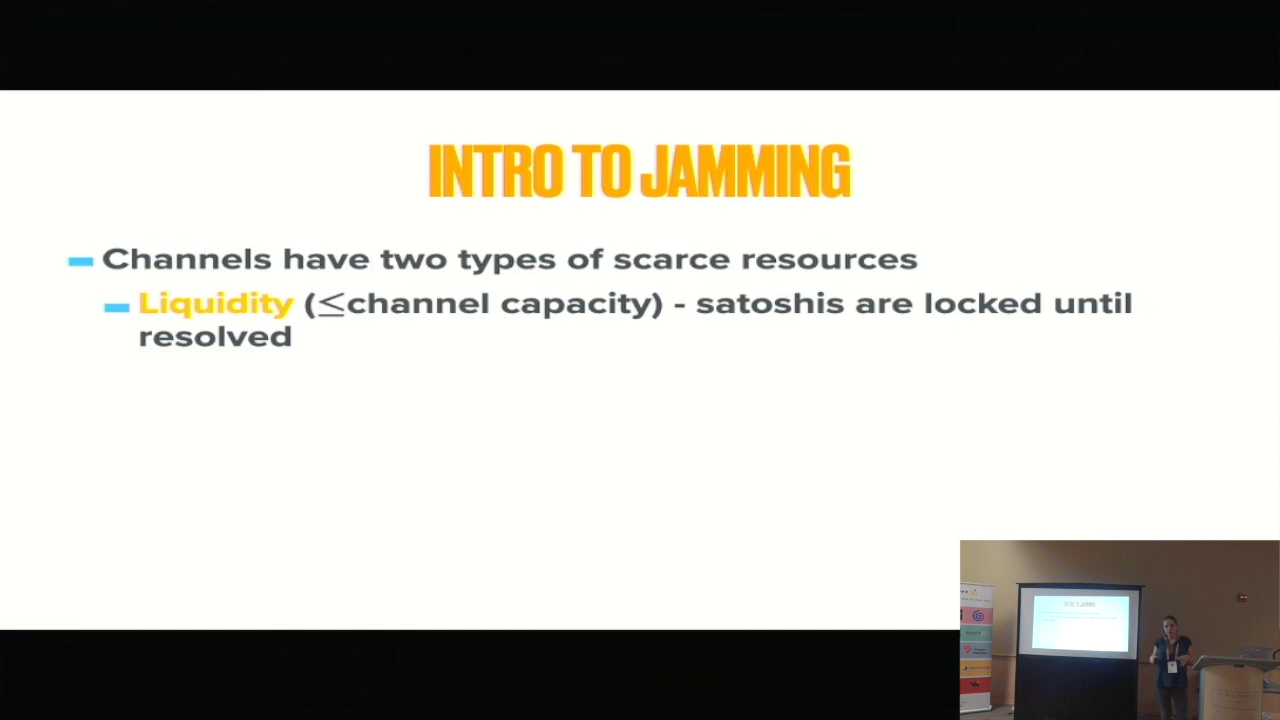 INTRO TO JAMMING
Channels have two types of scarce resources
Liquidity (≤channel capacity) - satoshis are locked until
resolved